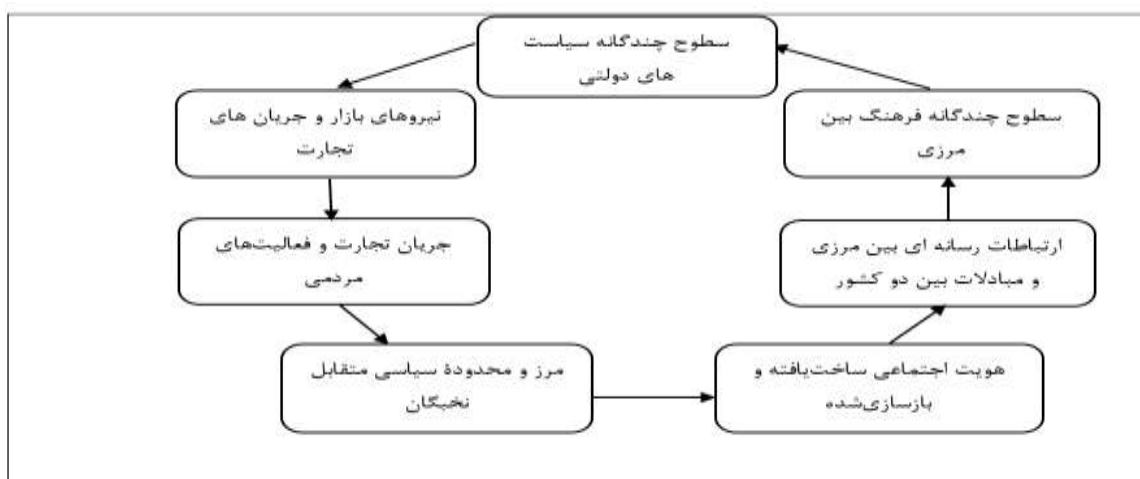 سطوح چندگانه سیاست
های دولتی
نیروهای بازار و جریان های
تجارت
جریان تجارت و فعالیت‌های
مردمی
مرز و محدودهٔ سیاسی متقابل
نخبگان
هویت اجتماعی ساخت‌یافته و
بازسازی‌شده
ارتباطات رسانه ای بین مرزی
و مبادلات بین دو کشور
سطوح چندگانه فرهنگ بین
مرزی